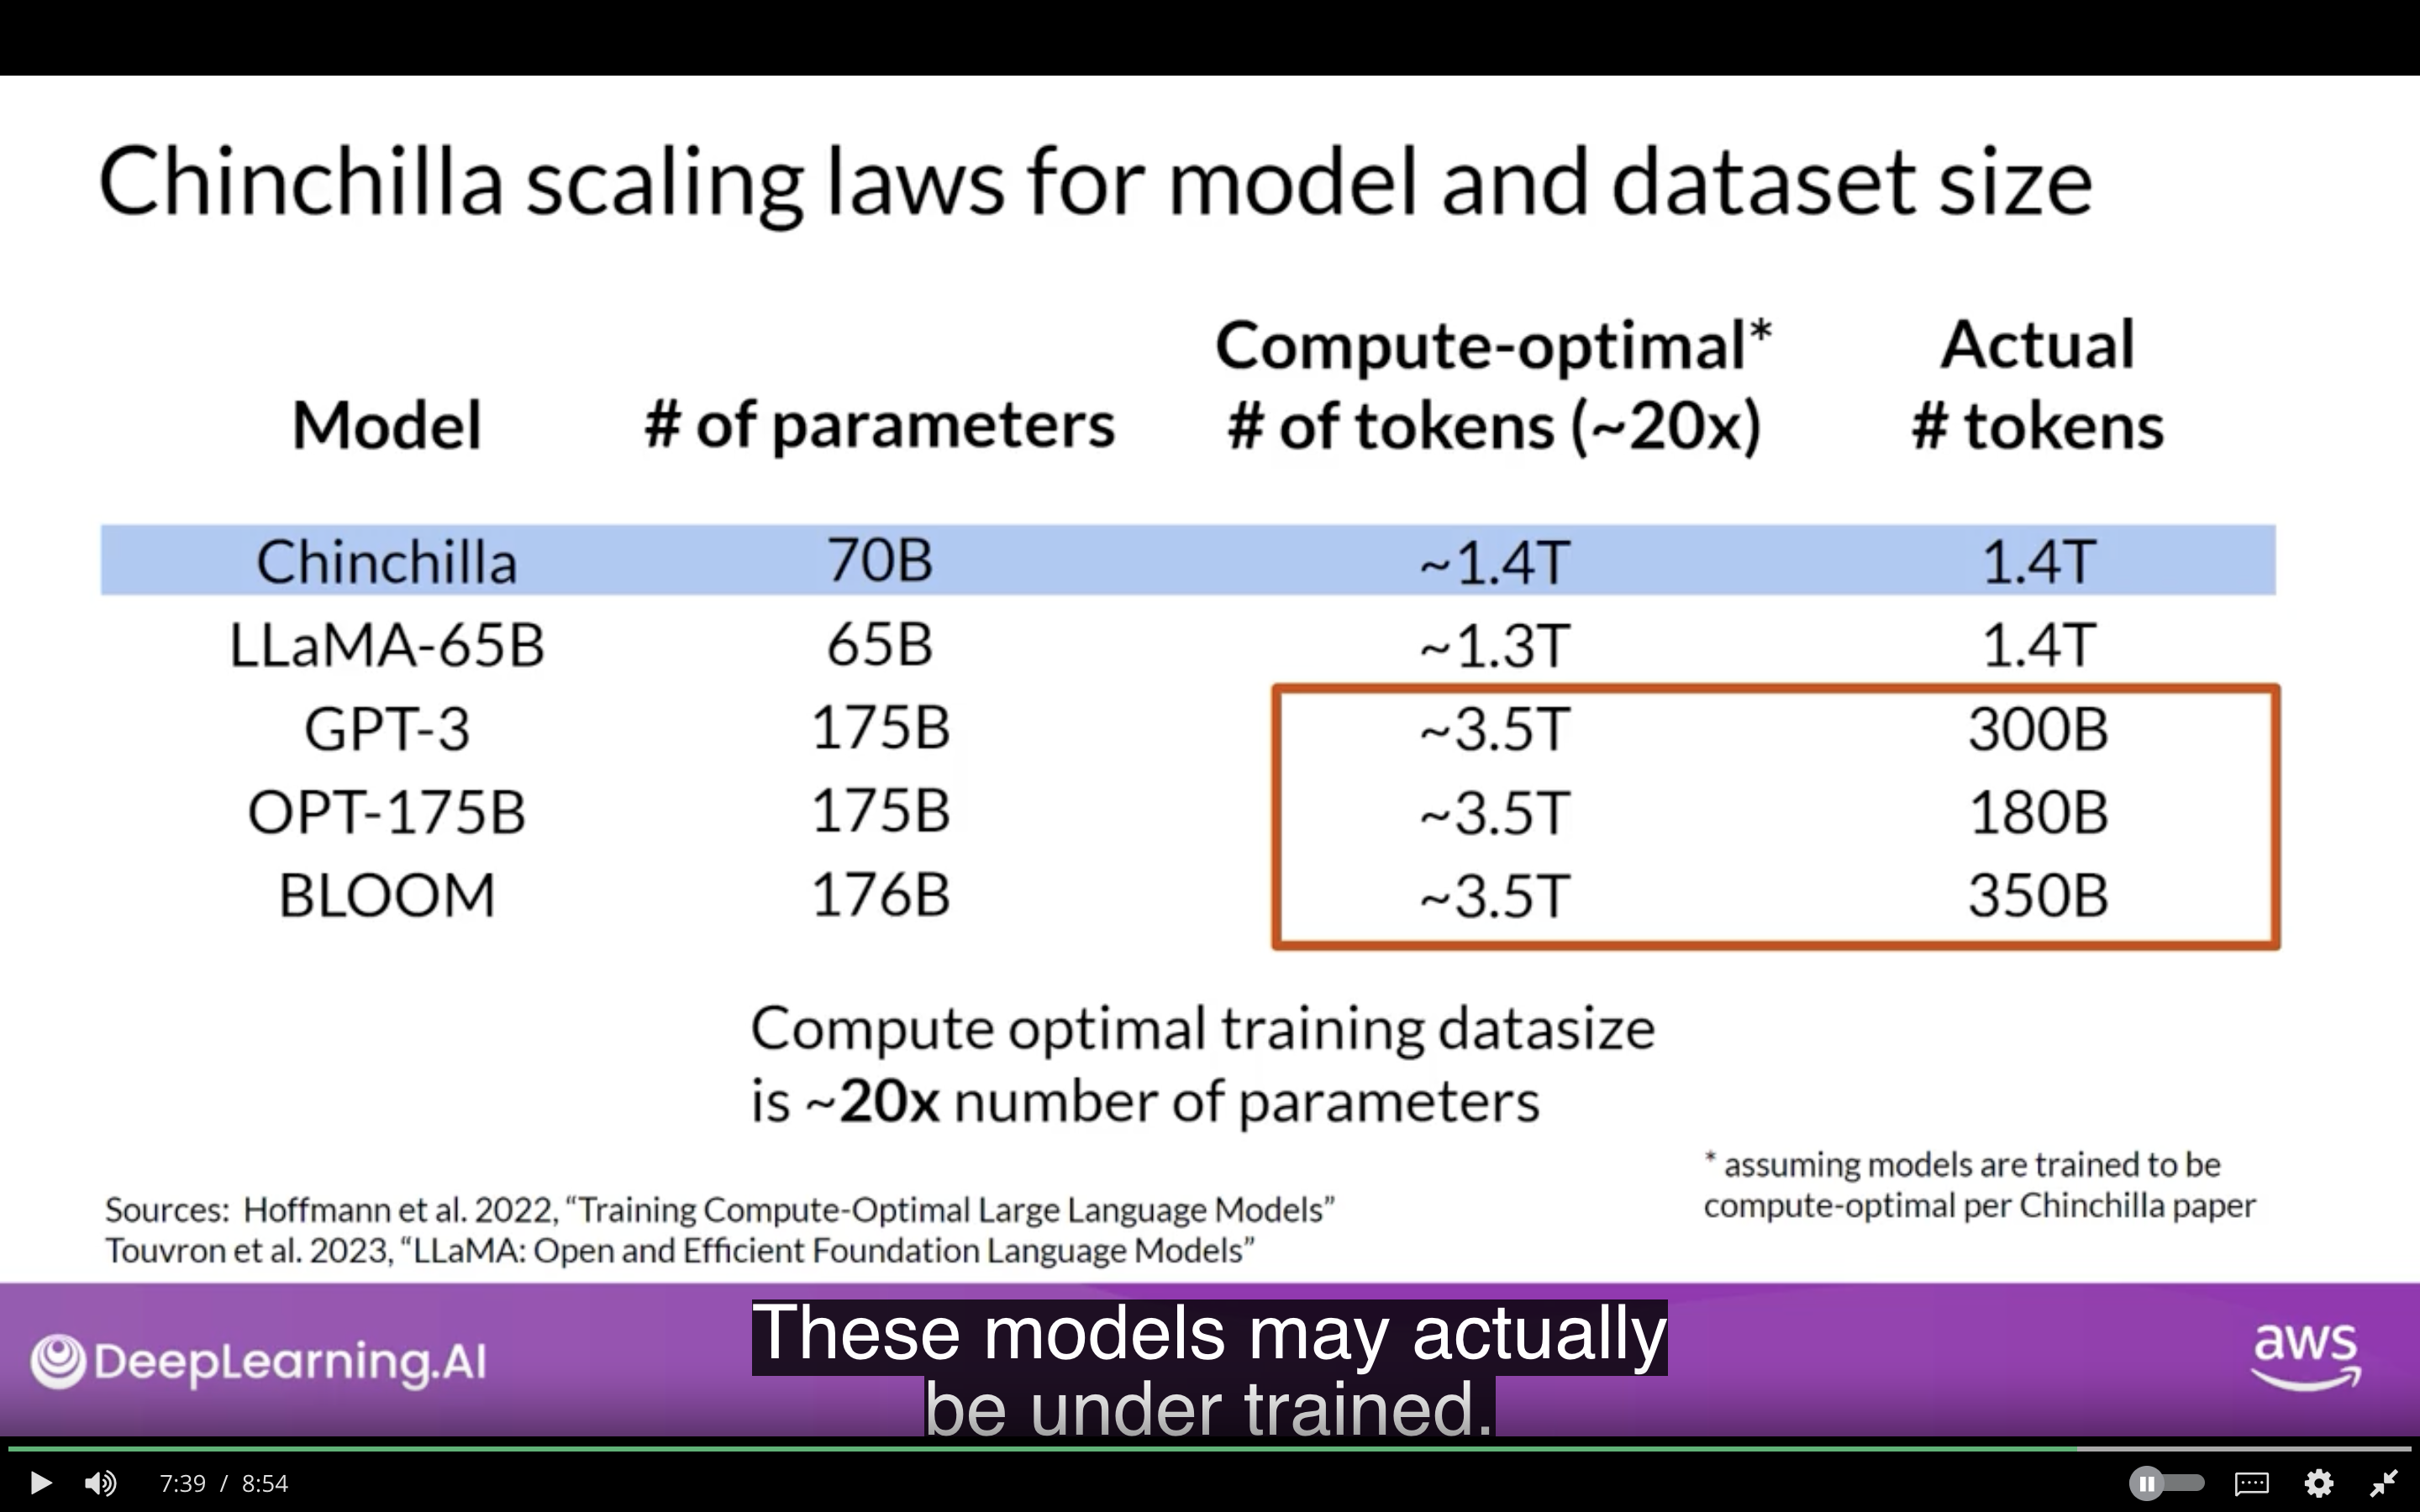 Chinchilla scaling laws for model and dataset size
Compute-optimal* Actual
Model # of parameters # of tokens (~20x) # tokens
Chinchilla 70B ~1.4T 1.4T
LLaMA-65B 65B ~1.3T 1.4T
GPT-3 175B ~3.5T 300B
OPT-175B 175B ~3.5T 180B
BLOOM 176B ~3.5T 350B
Compute optimal training datasize
is ~20x number of parameters
* assuming models are trained to be
compute-optimal per Chinchilla paper
Sources: Hoffmann et al. 2022, “Training Compute-Optimal Large Language Models”
Touvron et al. 2023, “LLaMA: Open and Efficient Foundation Language Models”
DeepLearning.AI
These models may actually
be under trained.
aws
7:39 / 8:54